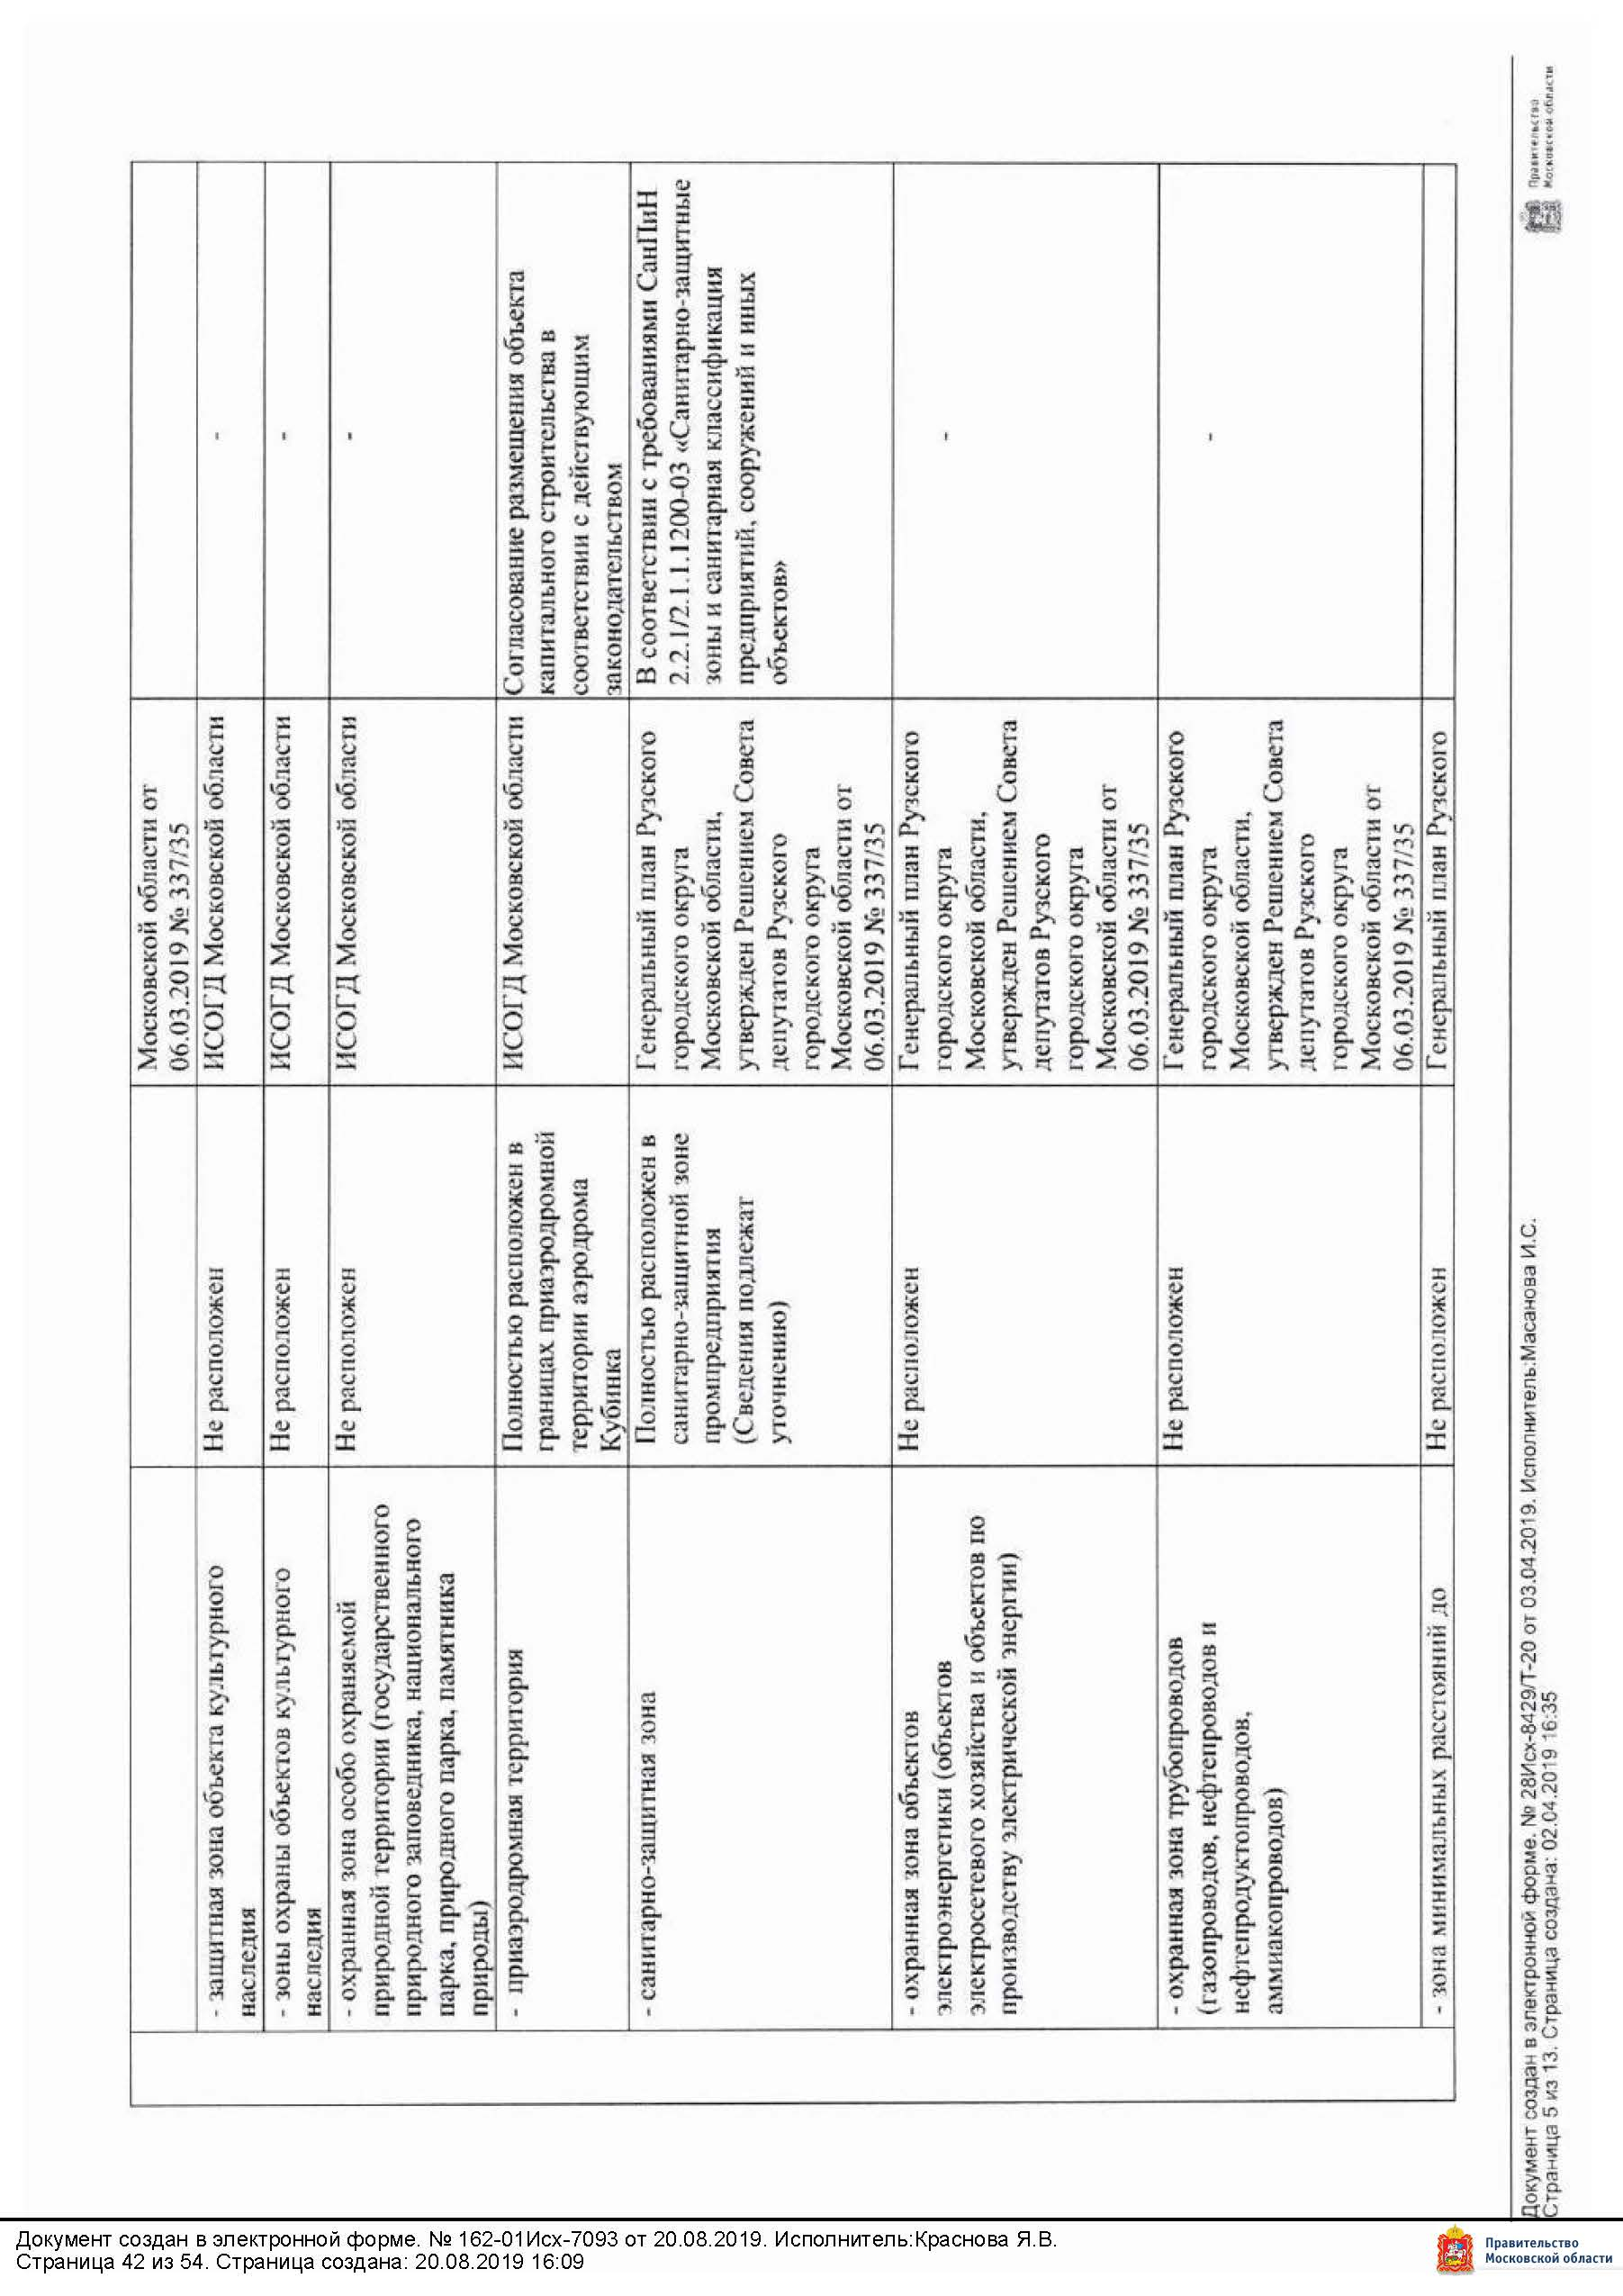 Московской области от
06.03.2019 № 337/35
- защитная зона объекта культурного
наследия
Не расположен
ИСОГД Московской области
-
- зоны охраны объектов культурного
наследия
Не расположен
ИСОГД Московской области
-
- охранная зона особо охраняемой
природной территории (государственного
природного заповедника, национального
парка, природного парка, памятника
природы)
Не расположен
ИСОГД Московской области
-
- приаэродромная территория
Полностью расположен в
границах приаэродромной
территории аэродрома
Кубинка
ИСОГД Московской области
Согласование размещения объекта
капитального строительства в
соответствии с действующим
законодательством
- санитарно-защитная зона
Полностью расположен в
санитарно-защитной зоне
промпредприятия
(Сведения подлежат
уточнению)
Генеральный план Рузского
городского округа
Московской области,
утвержден Решением Совета
депутатов Рузского
городского округа
Московской области от
06.03.2019 № 337/35
В соответствии с требованиями СанПиН
2.2.1/2.1.1.1200-03 «Санитарно-защитные
зоны и санитарная классификация
предприятий, сооружений и иных
объектов»
- охранная зона объектов
электроэнергетики (объектов
электросетевого хозяйства и объектов по
производству электрической энергии)
Не расположен
Генеральный план Рузского
городского округа
Московской области,
утвержден Решением Совета
депутатов Рузского
городского округа
Московской области от
06.03.2019 № 337/35
-
- охранная зона трубопроводов
(газопроводов, нефтепроводов и
нефтепродуктопроводов,
аммиакопроводов)
Не расположен
Генеральный план Рузского
городского округа
Московской области,
утвержден Решением Совета
депутатов Рузского
городского округа
Московской области от
06.03.2019 № 337/35
-
- зона минимальных расстояний до
Не расположен
Генеральный план Рузского
Документ создан в электронной форме. № 28Исх-8429/Т-20 от 03.04.2019. Исполнитель:Масанова И.С.
Страница 5 из 13. Страница создана: 02.04.2019 16:35
Правительство
Московской области
Документ создан в электронной форме. № 162-01Исх-7093 от 20.08.2019. Исполнитель:Краснова Я.В.
Страница 42 из 54. Страница создана: 20.08.2019 16:09
Правительство
Московской области